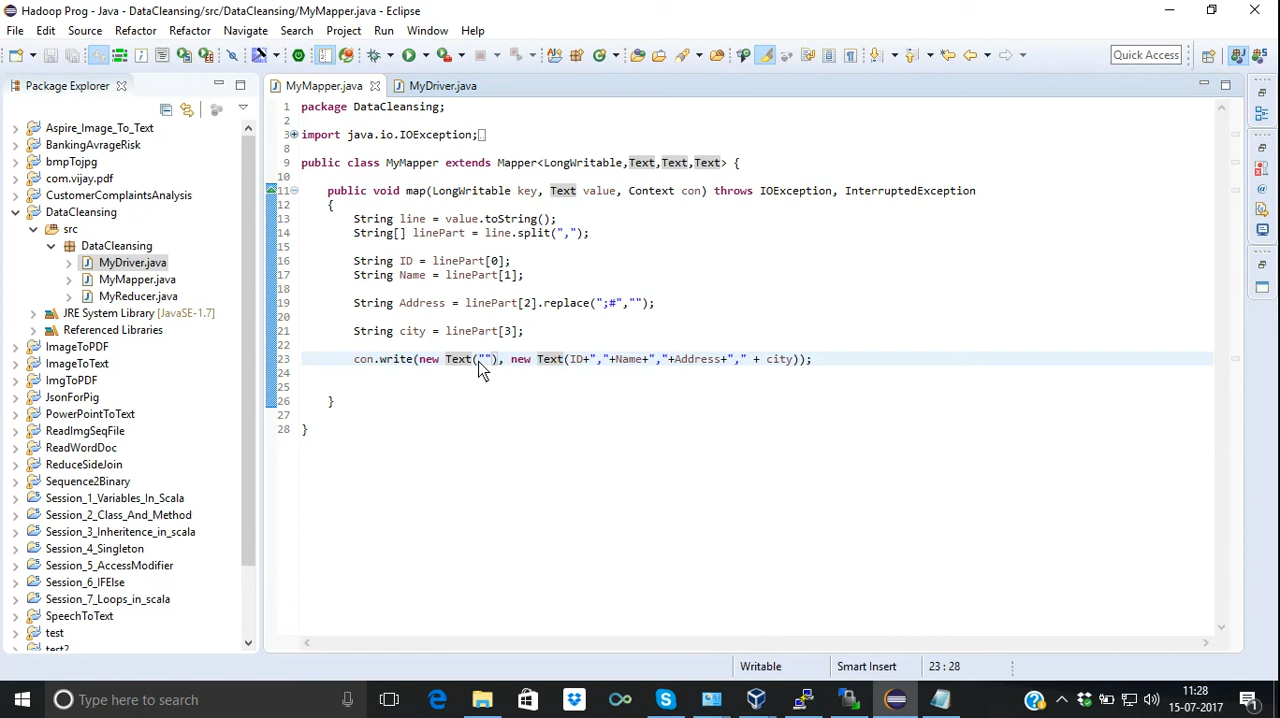 Hadoop Prog - Java - DataCleansing/src/DataCleansing/MyMapper.java - Eclipse
File Edit Source Refactor Refactor Navigate Search Project Run Window Help
Quick Access
Package Explorer
Aspire_Image_To_Text
BankingAvrageRisk
bmpTojpg
com.vijay.pdf
CustomerComplaintsAnalysis
DataCleansing
src
DataCleansing
MyDriver.java
MyMapper.java
MyReducer.java
JRE System Library [JavaSE-1.7]
Referenced Libraries
ImageToPDF
ImageToText
ImgToPDF
JsonForPig
PowerPointToText
ReadImgSeqFile
ReadWordDoc
ReduceSideJoin
Sequence2Binary
Session_1_Variables_In_Scala
Session_2_Class_And_Method
Session_3_Inheritence_in_scala
Session_4_Singleton
Session_5_AccessModifier
Session_6_IFElse
Session_7_Loops_in_scala
SpeechToText
test
test2
MyMapper.java MyDriver.java
1 package DataCleansing;
2
3 import java.io.IOException;
8
9 public class MyMapper extends Mapper<LongWritable,Text,Text,Text> {
10
11 public void map(LongWritable key, Text value, Context con) throws IOException, InterruptedException
12 {
13 String line = value.toString();
14 String[] linePart = line.split(",");
15
16 String ID = linePart[0];
17 String Name = linePart[1];
18
19 String Address = linePart[2].replace(";#","");
20
21 String city = linePart[3];
22
23 con.write(new Text(""), new Text(ID+","+Name+","+Address+"," + city));
24
25
26 }
27
28 }
Writable Smart Insert 23 : 28
Type here to search
11:28
15-07-2017